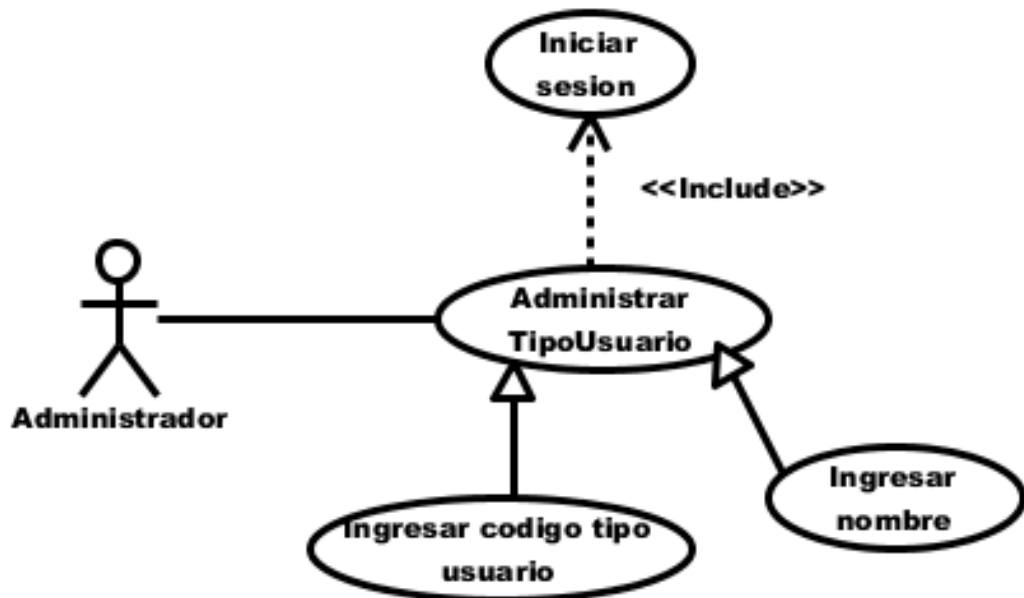 Iniciar
sesion
<<Include>>
Administrar
TipoUsuario
Administrador
Ingresar
nombre
Ingresar codigo tipo
usuario